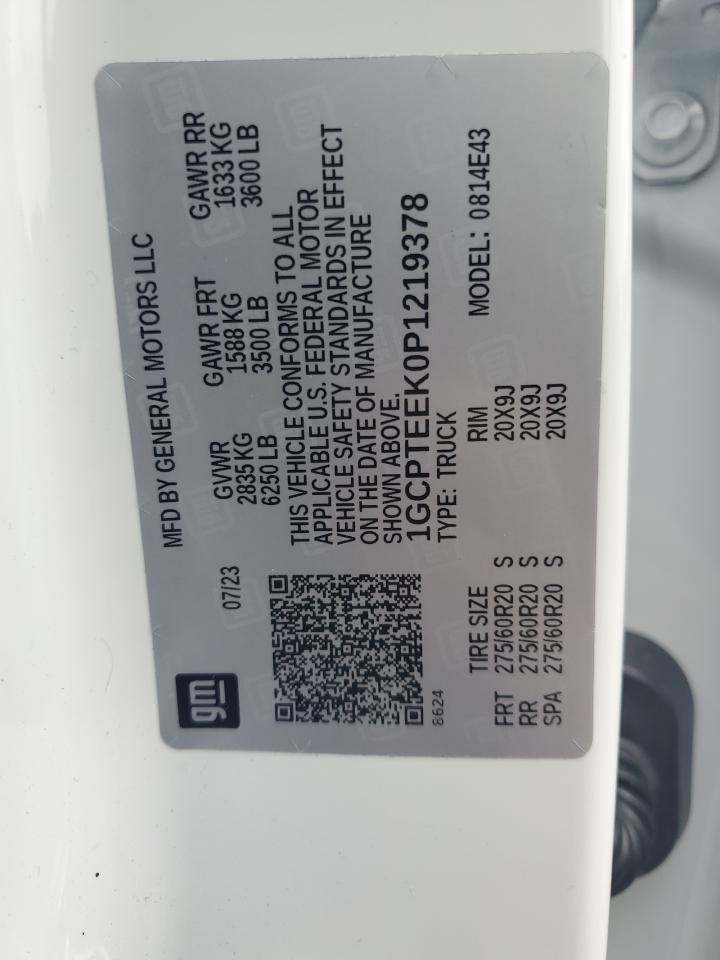 gm
MFD BY GENERAL MOTORS LLC
07/23
GVWR GAWR FRT GAWR RR
2835 KG 1588 KG 1633 KG
6250 LB 3500 LB 3600 LB
THIS VEHICLE CONFORMS TO ALL
APPLICABLE U.S. FEDERAL MOTOR
VEHICLE SAFETY STANDARDS IN EFFECT
ON THE DATE OF MANUFACTURE
SHOWN ABOVE.
1GCPTEEK0P1219378
TYPE: TRUCK MODEL: 0814E43
8624
TIRE SIZE RIM
FRT 275/60R20 S 20X9J
RR 275/60R20 S 20X9J
SPA 275/60R20 S 20X9J